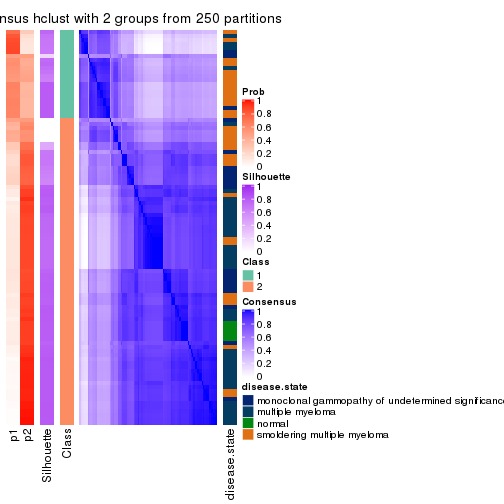 nsus hclust with 2 groups from 250 partitions
Prob
1
0.8
0.6
0.4
0.2
0
Silhouette
1
0.8
0.6
0.4
0.2
0
Class
1
2
Consensus
1
0.8
0.6
0.4
0.2
0
disease.state
monoclonal gammopathy of undetermined significance
multiple myeloma
normal
smoldering multiple myeloma
p1
p2
Silhouette
Class
disease.state